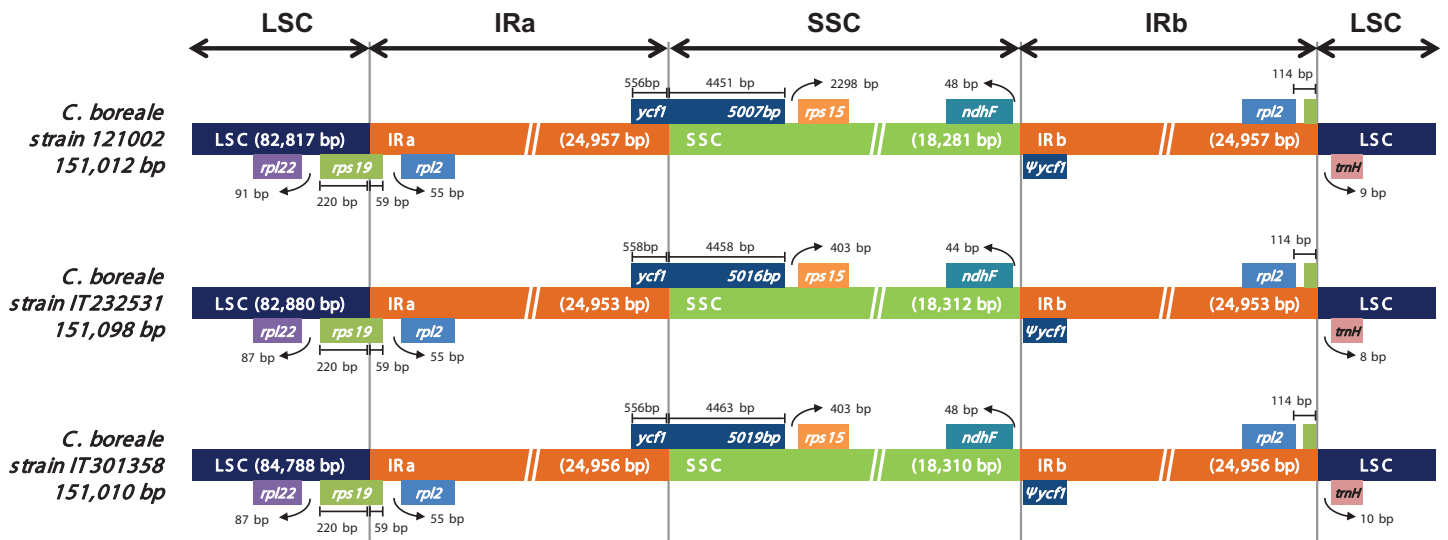 LSC IRa SSC IRb LSC
556bp 4451 bp 2298 bp 48 bp 114 bp
C. boreale
strain 121002
151,012 bp
ycf1 5007bp rps15 ndhF rpl2
LSC (82,817 bp) IRa (24,957 bp) SSC (18,281 bp) IRb (24,957 bp) LSC
rpl22 rps19 rpl2 Ψycf1 trnH
91 bp 220 bp 59 bp 55 bp 9 bp
558bp 4458 bp 403 bp 44 bp 114 bp
C. boreale
strain IT232531
151,098 bp
ycf1 5016bp rps15 ndhF rpl2
LSC (82,880 bp) IRa (24,953 bp) SSC (18,312 bp) IRb (24,953 bp) LSC
rpl22 rps19 rpl2 Ψycf1 trnH
87 bp 220 bp 59 bp 55 bp 8 bp
556bp 4463 bp 403 bp 48 bp 114 bp
C. boreale
strain IT301358
151,010 bp
ycf1 5019bp rps15 ndhF rpl2
LSC (84,788 bp) IRa (24,956 bp) SSC (18,310 bp) IRb (24,956 bp) LSC
rpl22 rps19 rpl2 Ψycf1 trnH
87 bp 220 bp 59 bp 55 bp 10 bp